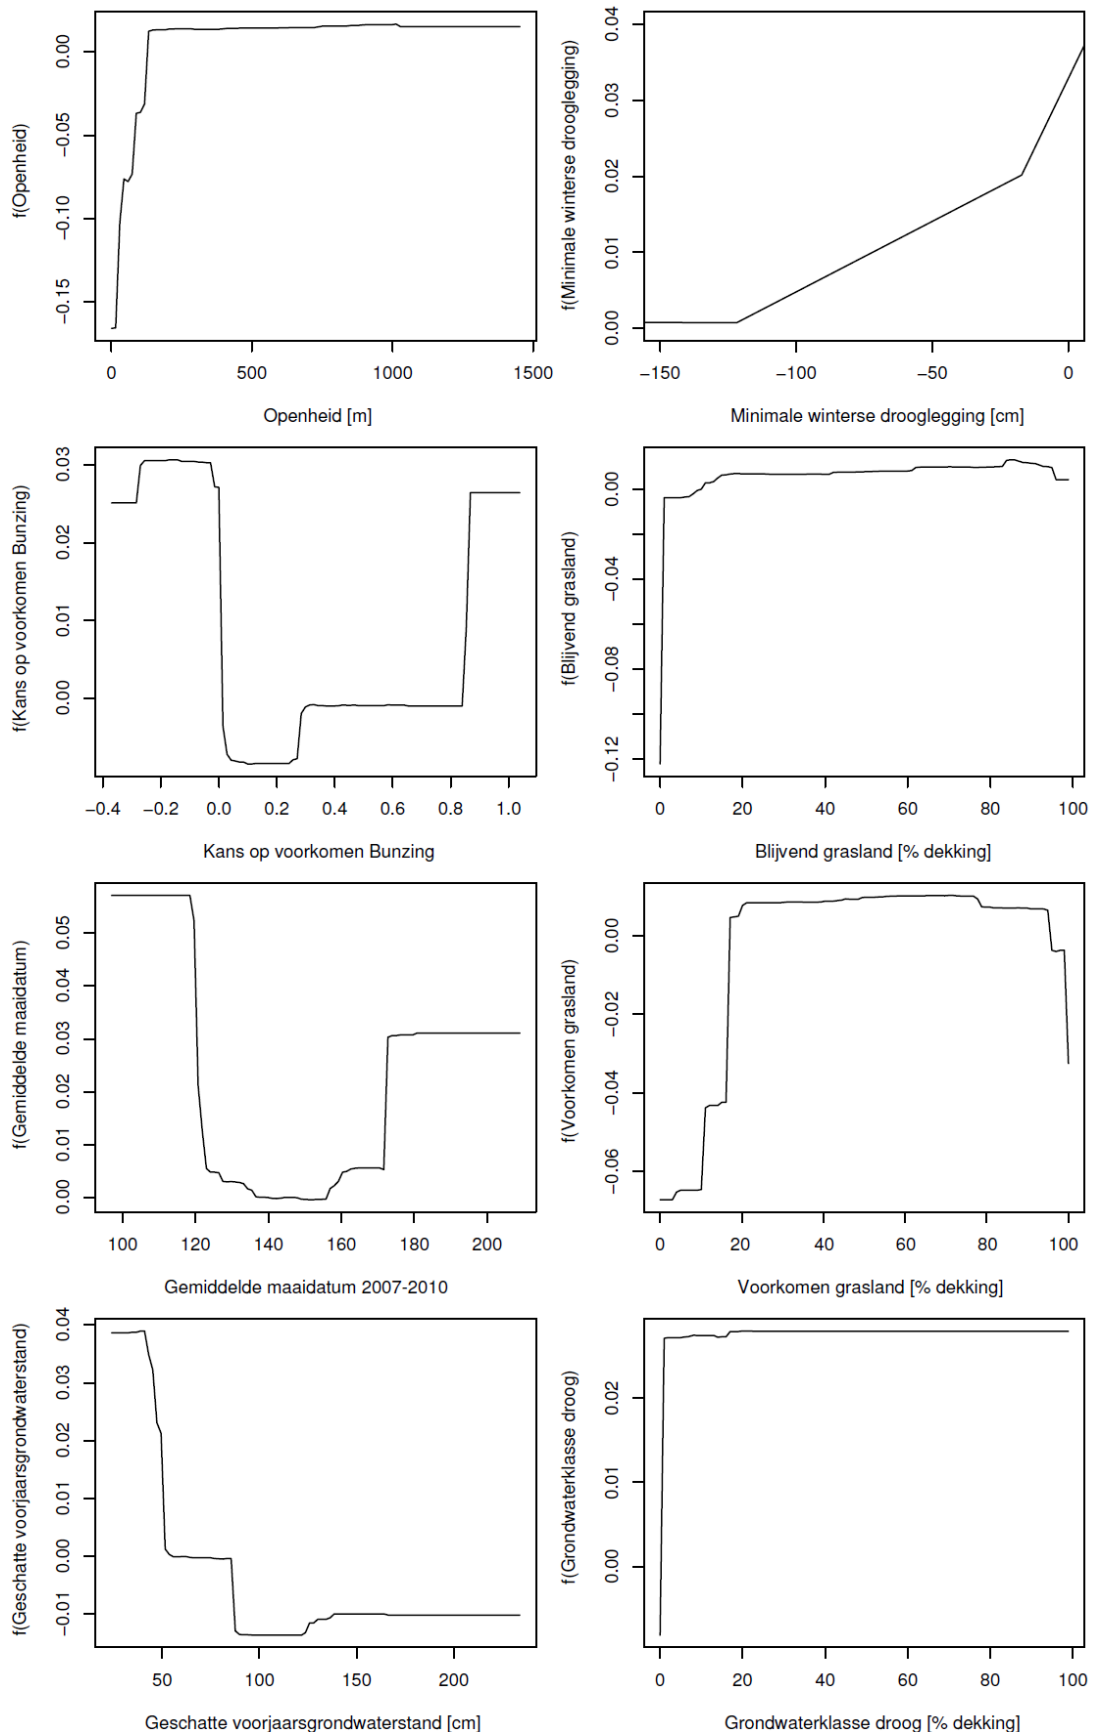 f(Openheid)
0.00
−0.05
−0.10
−0.15
0 500 1000 1500
Openheid [m]
f(Minimale winterse drooglegging)
0.04
0.03
0.02
0.01
0.00
−150 −100 −50 0
Minimale winterse drooglegging [cm]
f(Kans op voorkomen Bunzing)
0.03
0.02
0.01
0.00
−0.4 −0.2 0.0 0.2 0.4 0.6 0.8 1.0
Kans op voorkomen Bunzing
f(Blijvend grasland)
0.00
−0.04
−0.08
−0.12
0 20 40 60 80 100
Blijvend grasland [% dekking]
f(Gemiddelde maaidatum)
0.05
0.04
0.03
0.02
0.01
0.00
100 120 140 160 180 200
Gemiddelde maaidatum 2007-2010
f(Voorkomen grasland)
0.00
−0.02
−0.04
−0.06
0 20 40 60 80 100
Voorkomen grasland [% dekking]
f(Geschatte voorjaarsgrondwaterstand)
0.04
0.03
0.02
0.01
0.00
−0.01
50 100 150 200
Geschatte voorjaarsgrondwaterstand [cm]
f(Grondwaterklasse droog)
0.02
0.01
0.00
0 20 40 60 80 100
Grondwaterklasse droog [% dekking]